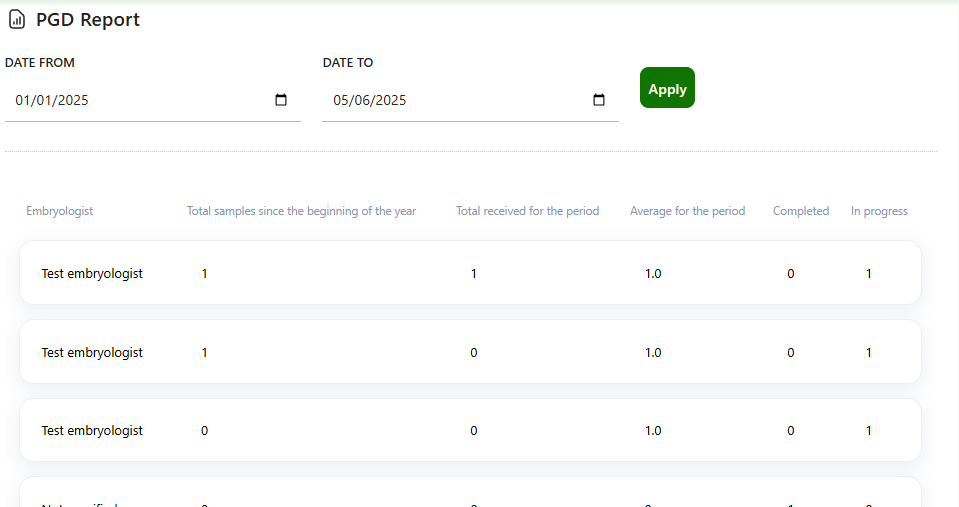 PGD Report
DATE FROM DATE TO
01/01/2025 05/06/2025 Apply
Embryologist Total samples since the beginning of the year Total received for the period Average for the period Completed In progress
Test embryologist 1 1 1.0 0 1
Test embryologist 1 0 1.0 0 1
Test embryologist 0 0 1.0 0 1